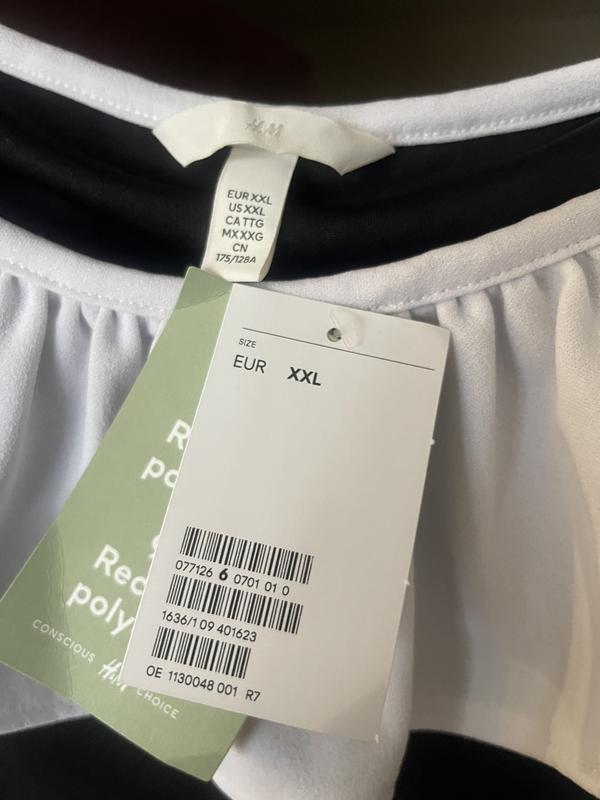 H&M
EUR XXL
US XXL
CA TTG
MX XXG
CN
175/128A
SIZE
EUR XXL
077126 6 0701 01 0
1636/1 09 401623
OE 1130048 001 R7
CONSCIOUS H&M CHOICE